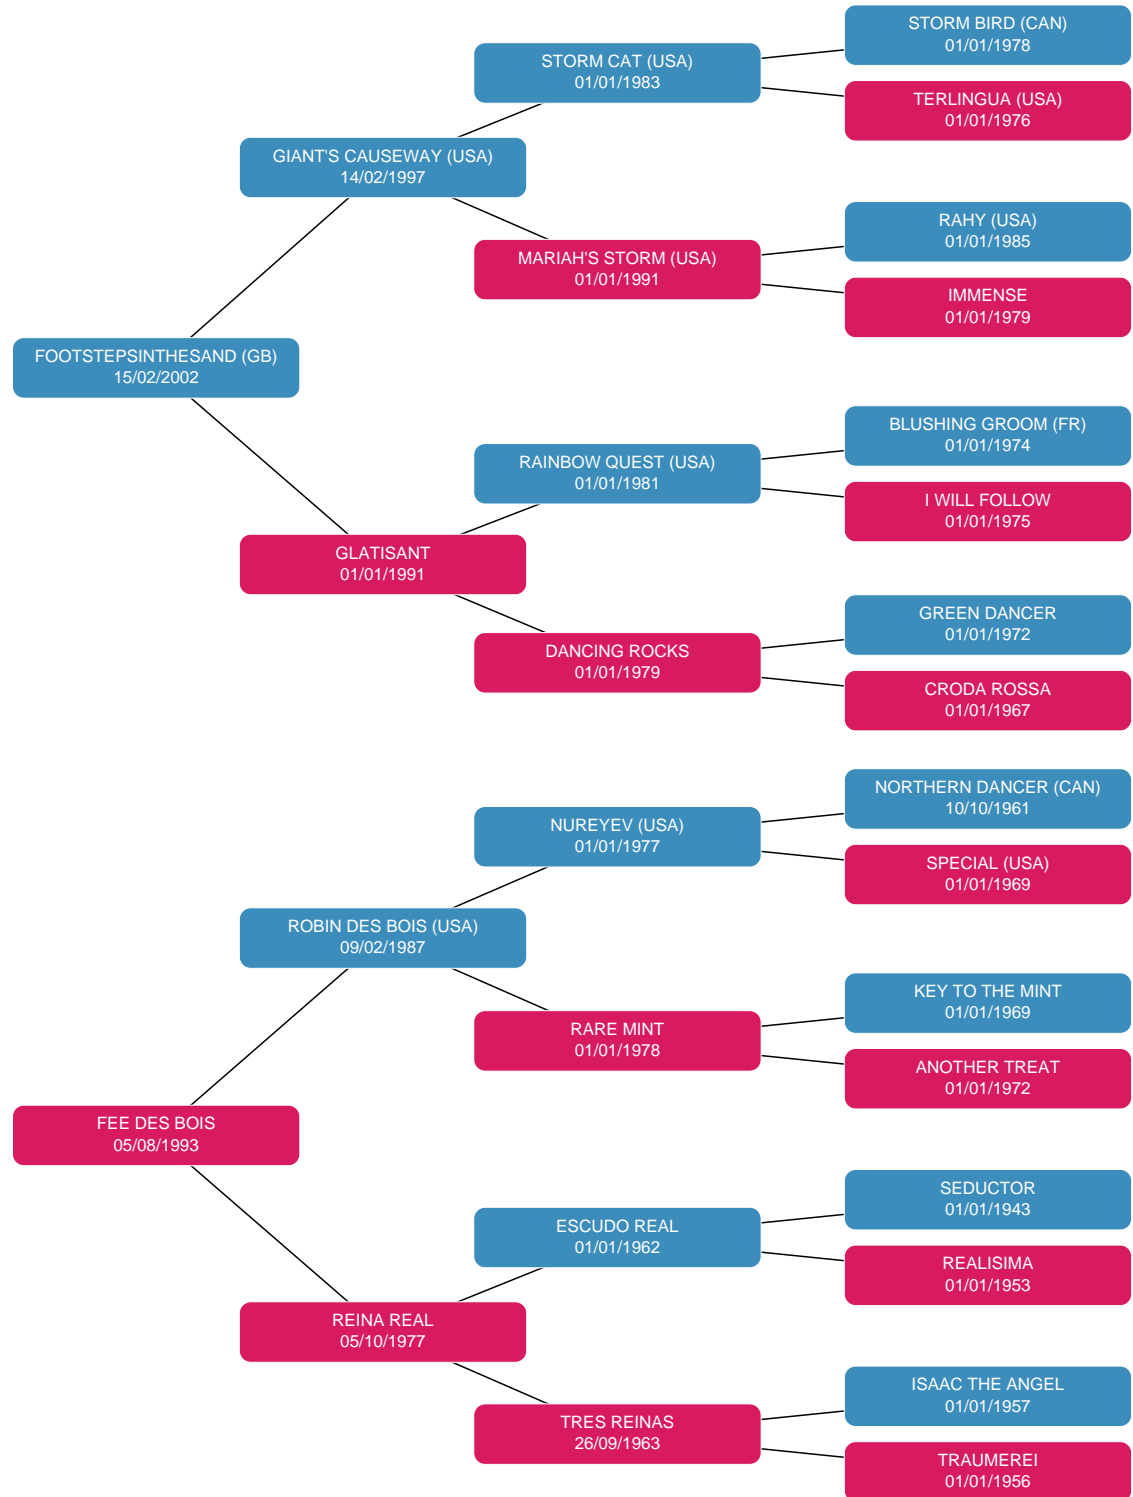 STORM BIRD (CAN)
01/01/1978
STORM CAT (USA)
01/01/1983
TERLINGUA (USA)
01/01/1976
GIANT'S CAUSEWAY (USA)
14/02/1997
RAHY (USA)
01/01/1985
MARIAH'S STORM (USA)
01/01/1991
IMMENSE
01/01/1979
FOOTSTEPSINTHESAND (GB)
15/02/2002
BLUSHING GROOM (FR)
01/01/1974
RAINBOW QUEST (USA)
01/01/1981
I WILL FOLLOW
01/01/1975
GLATISANT
01/01/1991
GREEN DANCER
01/01/1972
DANCING ROCKS
01/01/1979
CRODA ROSSA
01/01/1967
NORTHERN DANCER (CAN)
10/10/1961
NUREYEV (USA)
01/01/1977
SPECIAL (USA)
01/01/1969
ROBIN DES BOIS (USA)
09/02/1987
KEY TO THE MINT
01/01/1969
RARE MINT
01/01/1978
ANOTHER TREAT
01/01/1972
FEE DES BOIS
05/08/1993
SEDUCTOR
01/01/1943
ESCUDO REAL
01/01/1962
REALISIMA
01/01/1953
REINA REAL
05/10/1977
ISAAC THE ANGEL
01/01/1957
TRES REINAS
26/09/1963
TRAUMEREI
01/01/1956